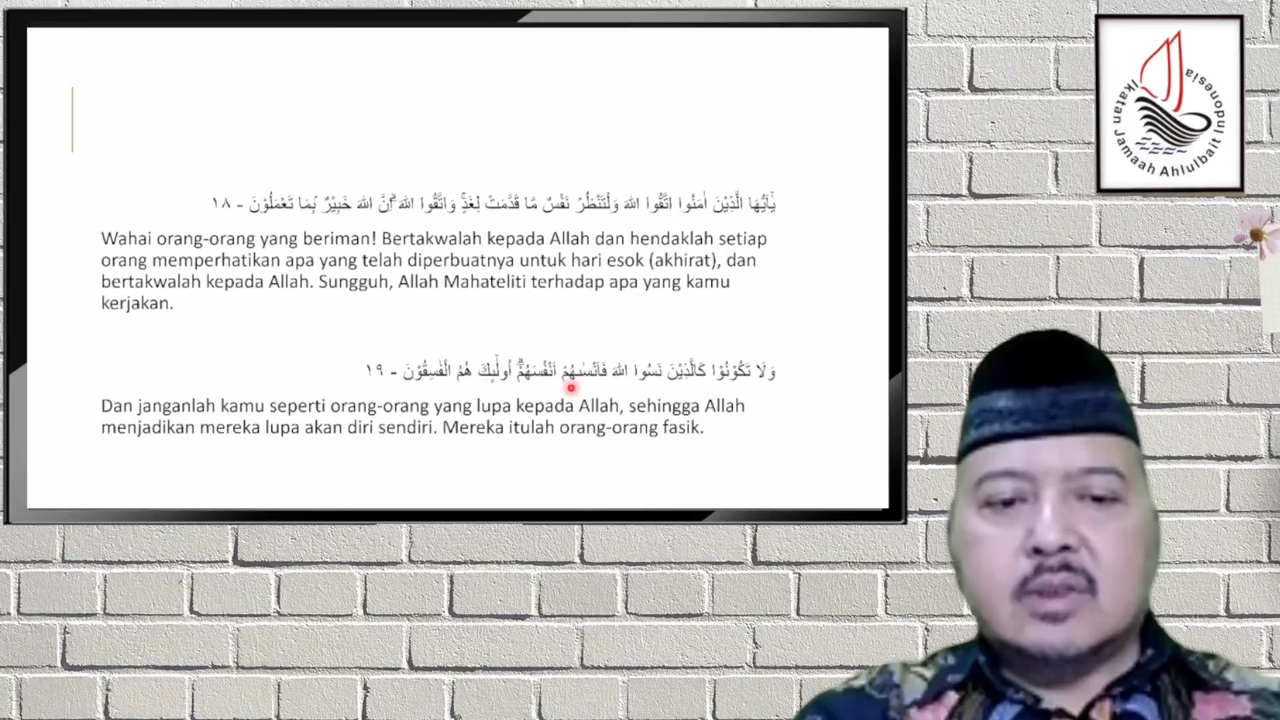 يٰٓاَيُّهَا الَّذِيْنَ اٰمَنُوا اتَّقُوا اللّٰهَ وَلْتَنْظُرْ نَفْسٌ مَّا قَدَّمَتْ لِغَدٍۚ وَاتَّقُوا اللّٰهَ ۗاِنَّ اللّٰهَ خَبِيْرٌ بِمَا تَعْمَلُوْنَ - ١٨
Wahai orang-orang yang beriman! Bertakwalah kepada Allah dan hendaklah setiap
orang memperhatikan apa yang telah diperbuatnya untuk hari esok (akhirat), dan
bertakwalah kepada Allah. Sungguh, Allah Mahateliti terhadap apa yang kamu
kerjakan.
وَلَا تَكُوْنُوْا كَالَّذِيْنَ نَسُوا اللّٰهَ فَاَنْسٰىهُمْ اَنْفُسَهُمْۗ اُولٰۤىِٕكَ هُمُ الْفٰسِقُوْنَ - ١٩
Dan janganlah kamu seperti orang-orang yang lupa kepada Allah, sehingga Allah
menjadikan mereka lupa akan diri sendiri. Mereka itulah orang-orang fasik.
Ikatan Jamaah Ahlulbait Indonesia